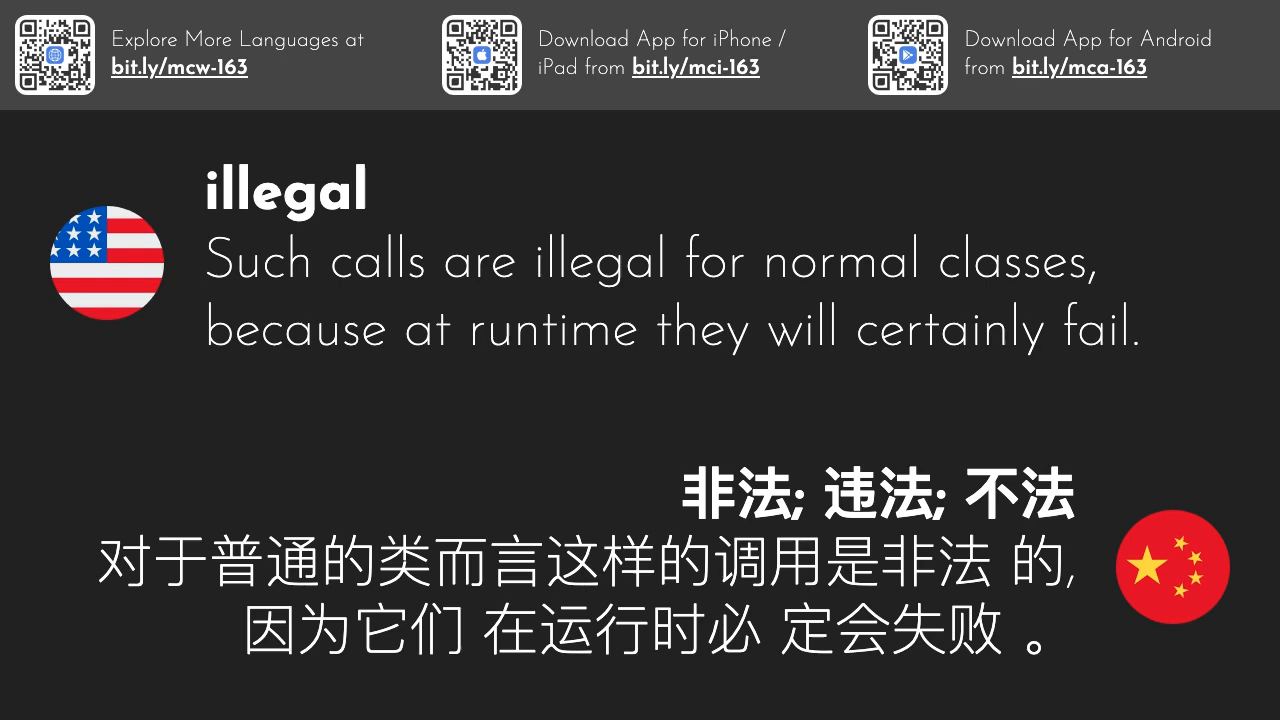 Explore More Languages at
bit.ly/mcw-163
Download App for iPhone /
iPad from bit.ly/mci-163
Download App for Android
from bit.ly/mca-163
illegal
Such calls are illegal for normal classes,
because at runtime they will certainly fail.
非法; 违法; 不法
对于普通的类而言这样的调用是非法 的,
因为它们 在运行时必 定会失败 。